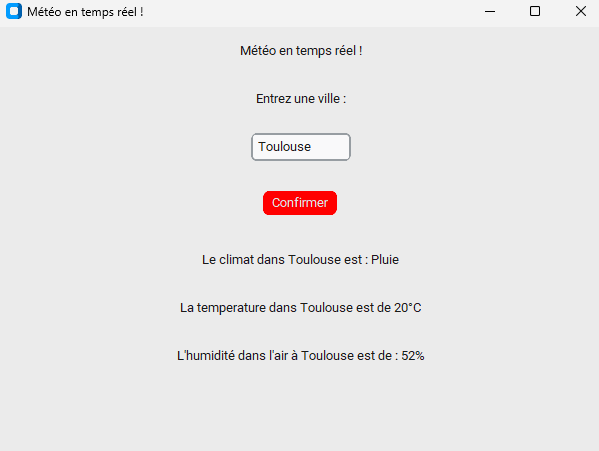 Météo en temps réel !
Météo en temps réel !
Entrez une ville :
Toulouse
Confirmer
Le climat dans Toulouse est : Pluie
La temperature dans Toulouse est de 20°C
L'humidité dans l'air à Toulouse est de : 52%